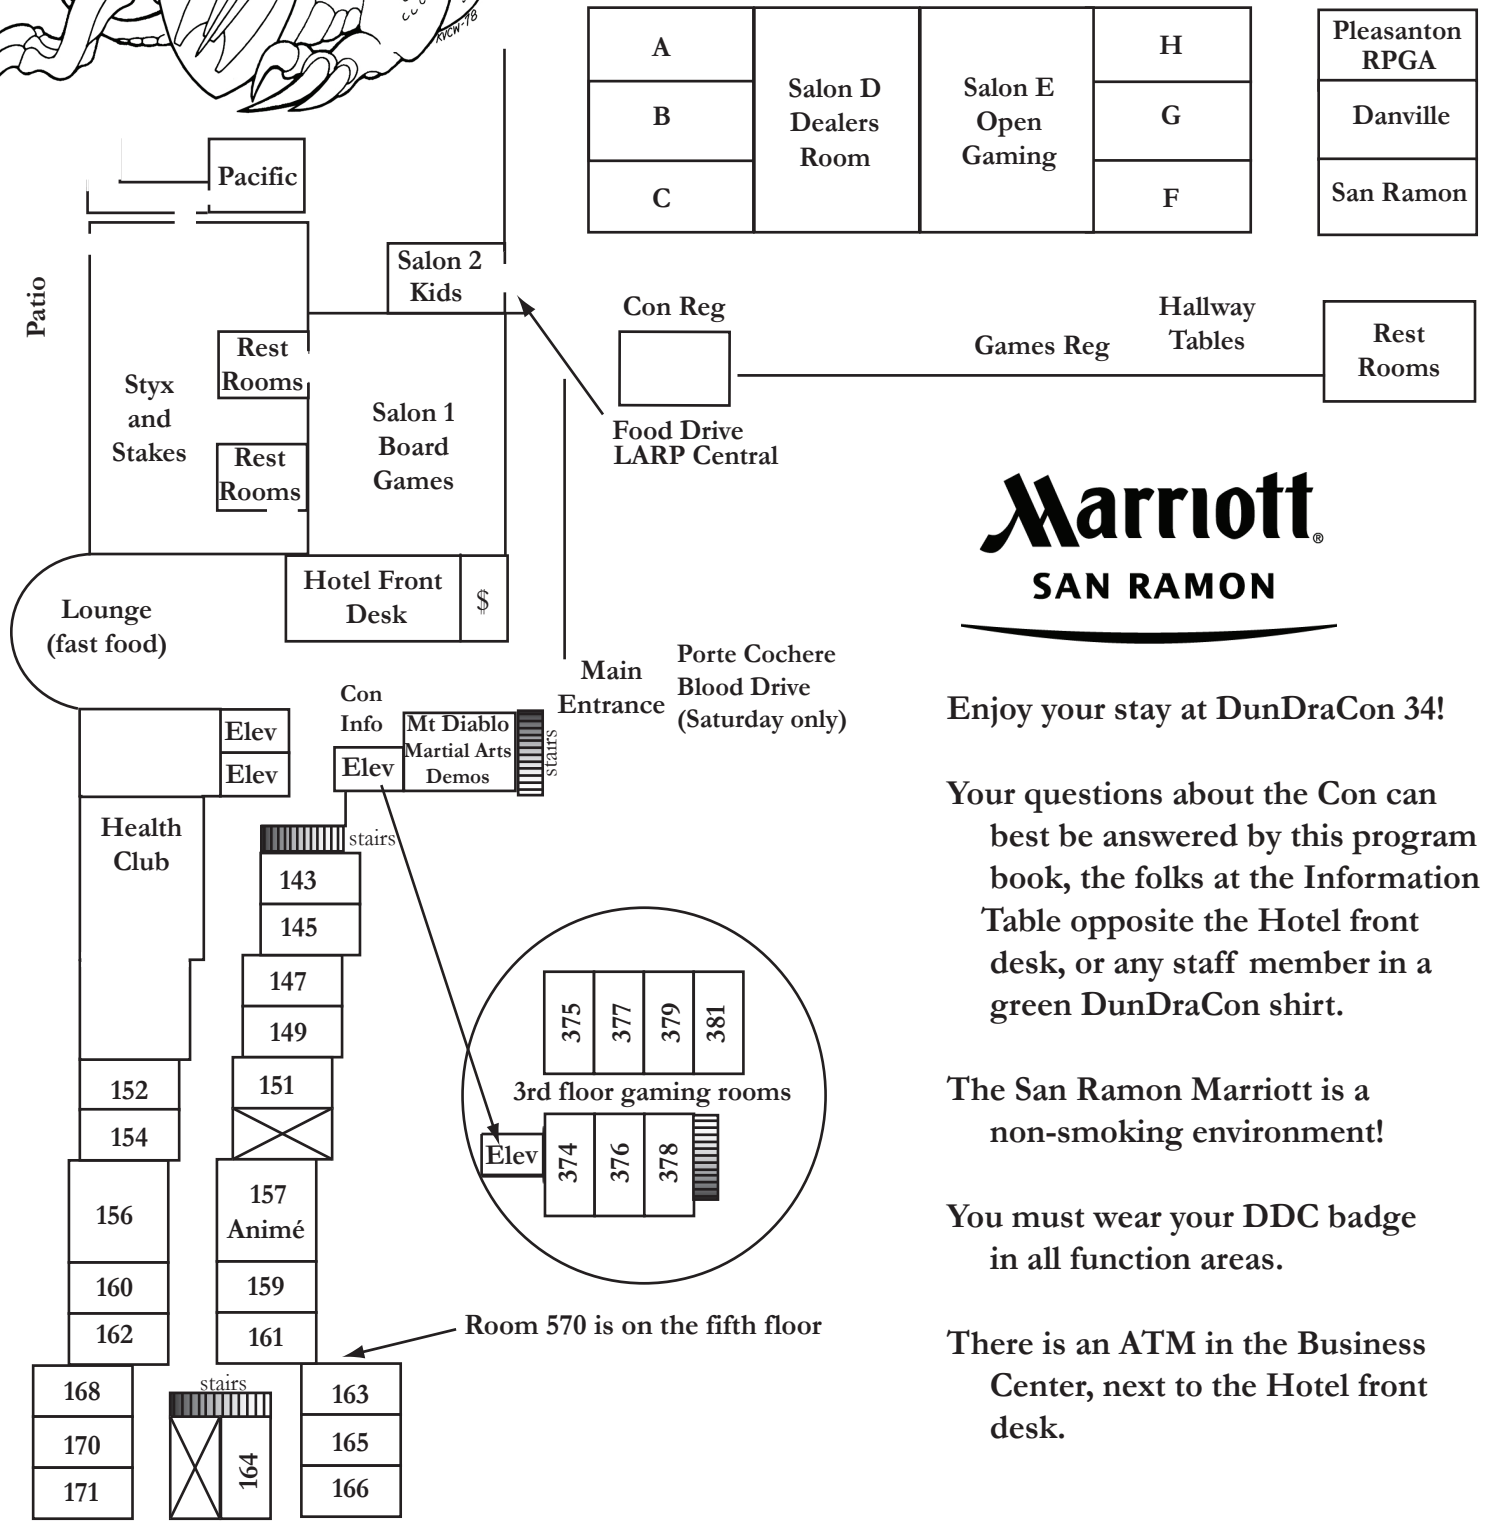 RVCW-78
A
B
C
Salon D
Dealers
Room
Salon E
Open
Gaming
H
G
F
Pleasanton
RPGA
Danville
San Ramon
Pacific
Patio
Salon 2
Kids
Rest
Rooms
Styx
and
Stakes
Rest
Rooms
Salon 1
Board
Games
Con Reg
Food Drive
LARP Central
Games Reg
Hallway
Tables
Rest
Rooms
Marriott®
SAN RAMON
Lounge
(fast food)
Hotel Front
Desk
$
Main
Entrance
Porte Cochere
Blood Drive
(Saturday only)
Con
Info
Elev
Elev
Elev
Mt Diablo
Martial Arts
Demos
stairs
Health
Club
stairs
143
145
147
149
151
152
154
156
157
Animé
160
159
162
161
168
170
171
stairs
164
163
165
166
375
377
379
381
3rd floor gaming rooms
Elev
374
376
378
Room 570 is on the fifth floor
Enjoy your stay at DunDraCon 34!
Your questions about the Con can
best be answered by this program
book, the folks at the Information
Table opposite the Hotel front
desk, or any staff member in a
green DunDraCon shirt.
The San Ramon Marriott is a
non-smoking environment!
You must wear your DDC badge
in all function areas.
There is an ATM in the Business
Center, next to the Hotel front
desk.